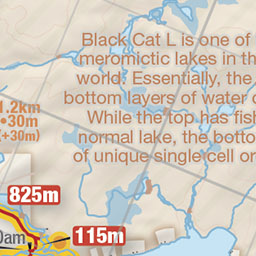 Black Cat L is one of
meromictic lakes in th
world. Essentially, the
bottom layers of water
While the top has fish
normal lake, the botto
of unique single cell or
1.2km
•30m
(+30m)
825m
0am
115m